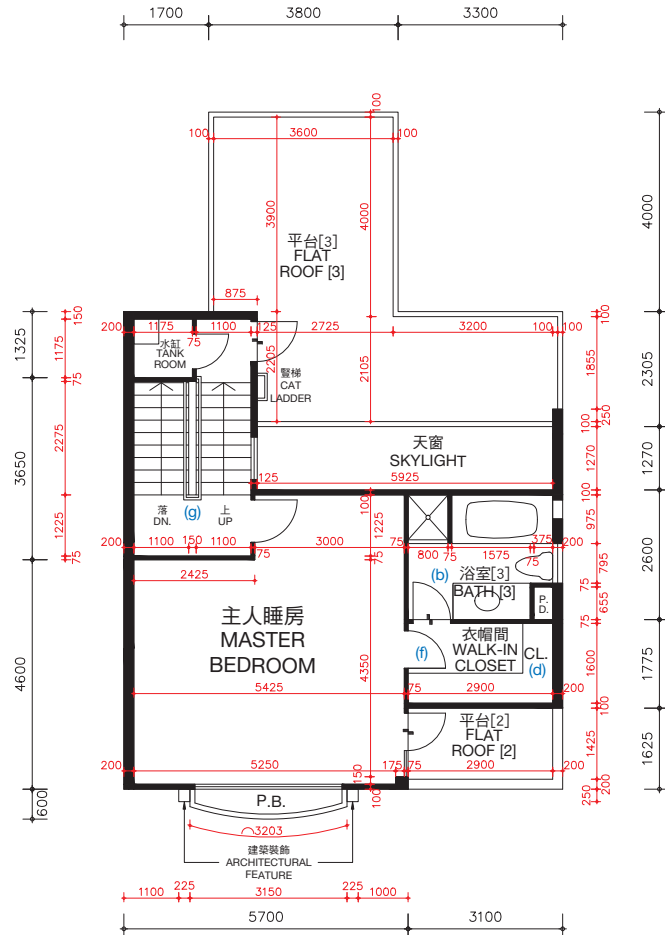 1700
3800
3300
100
100
3600
100
3900
4000
平台[3]
FLAT
ROOF [3]
4000
875
150
200
1175
75
1100
125
2725
3200
100
100
100
1325
1175
75
水缸
TANK
ROOM
2205
2105
1855
2305
豎梯
CAT
LADDER
250
3650
2275
天窗
SKYLIGHT
100
1270
1270
125
5925
1225
落
DN.
(g)
上
UP
100
1225
100
975
2600
200
1100
150
1100
75
3000
75
800
75
1575
375
75
200
795
75
2425
(b)
浴室[3]
BATH [3]
P.
D.
75
655
75
4600
主人睡房
MASTER
BEDROOM
4350
(f)
衣帽間
WALK-IN
CLOSET
CL.
(d)
1600
1775
5425
75
2900
200
100
平台[2]
FLAT
ROOF [2]
1425
1625
200
5250
175
75
2900
200
150
100
250
200
600
P.B.
3203
建築裝飾
ARCHITECTURAL
FEATURE
1100
225
3150
225
1000
5700
3100